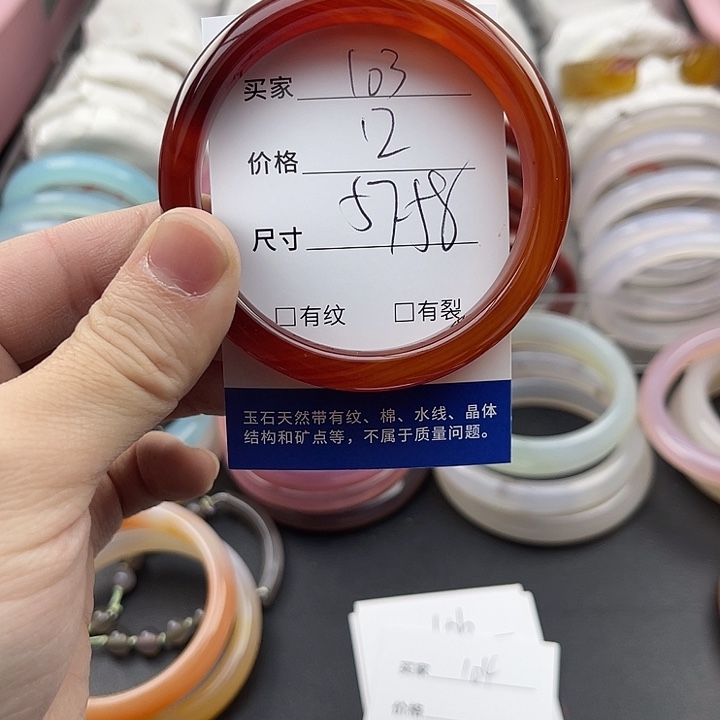 买家 103
价格 12
尺寸 57-58
□有纹 □有裂
玉石天然带有纹、棉、水线、晶体
结构和矿点等，不属于质量问题。
买家 104
价格